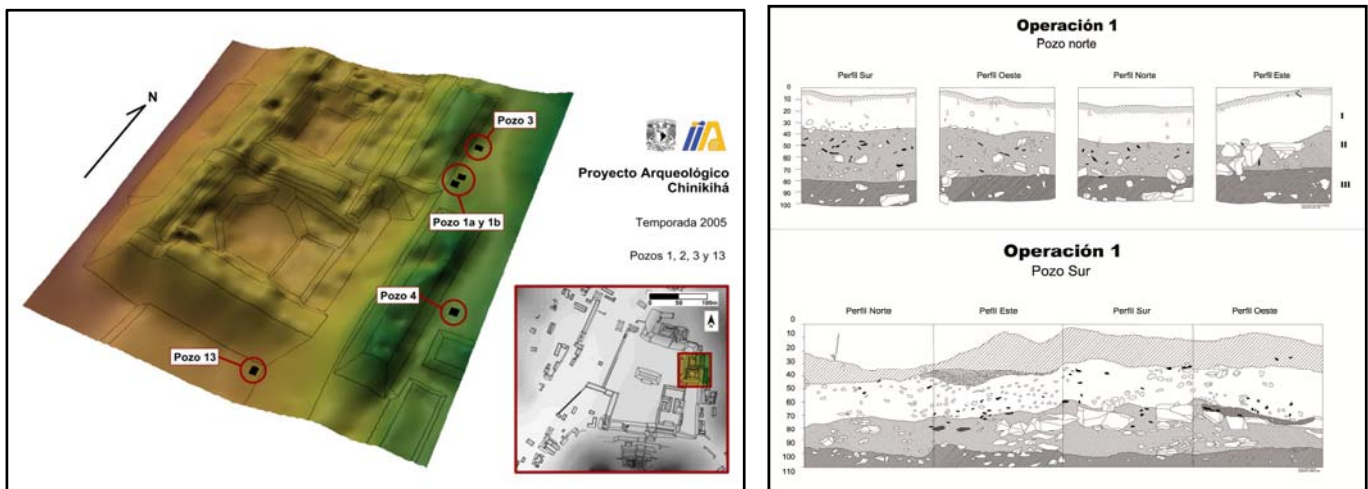 N
Pozo 3
Proyecto Arqueológico
Chinikihá
Pozo 1a y 1b
Temporada 2005
Pozos 1, 2, 3 y 13
Pozo 4
Pozo 13
0 50 100m
Operación 1
Pozo norte
Perfil Sur Perfil Oeste Perfil Norte Perfil Este
0
10
20
30
40
50
60
70
80
90
100
I
II
III
Operación 1
Pozo Sur
Perfil Norte Perfil Este Perfil Sur Perfil Oeste
0
10
20
30
40
50
60
70
80
90
100
110